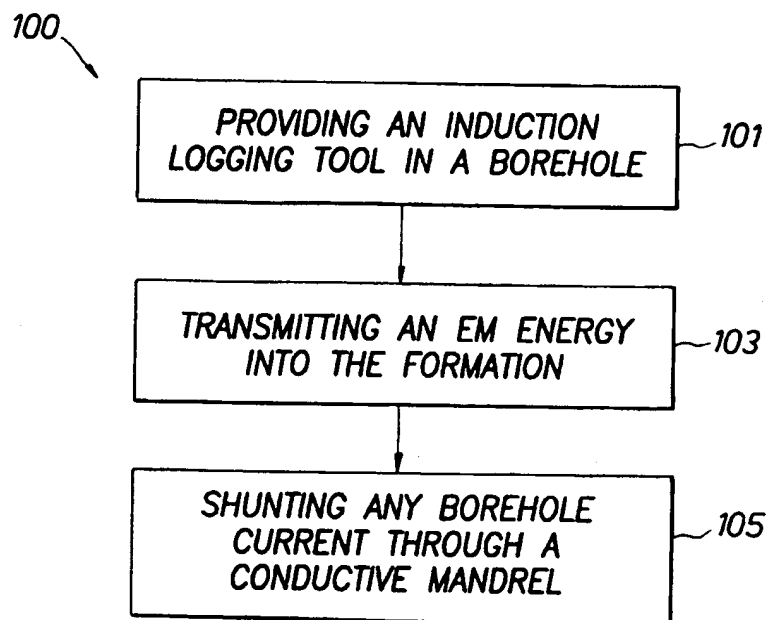 100
PROVIDING AN INDUCTION
LOGGING TOOL IN A BOREHOLE
101
TRANSMITTING AN EM ENERGY
INTO THE FORMATION
103
SHUNTING ANY BOREHOLE
CURRENT THROUGH A
CONDUCTIVE MANDREL
105